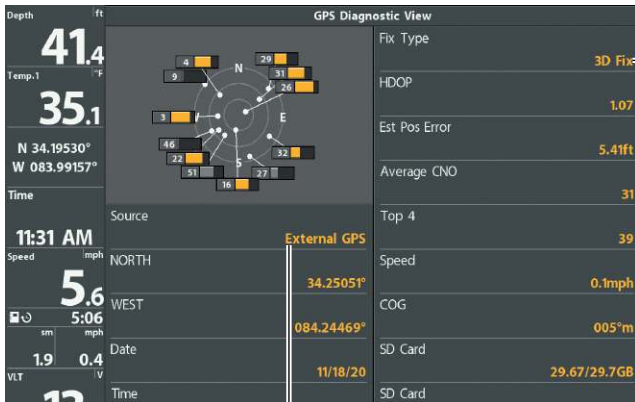 Depth ft
41.4
Temp.1 °F
35.1
N 34.19530°
W 083.99157°
Time
11:31 AM
Speed mph
5.6
5:06
sm mph
1.9 0.4
VLT V
GPS Diagnostic View
4
29
9
N
31
26
3
E
46
32
22
S
51
27
16
Source
External GPS
NORTH
34.25051°
WEST
084.24469°
Date
11/18/20
Time
Fix Type
3D Fix
HDOP
1.07
Est Pos Error
5.41ft
Average CNO
31
Top 4
39
Speed
0.1mph
COG
005°m
SD Card
29.67/29.7GB
SD Card